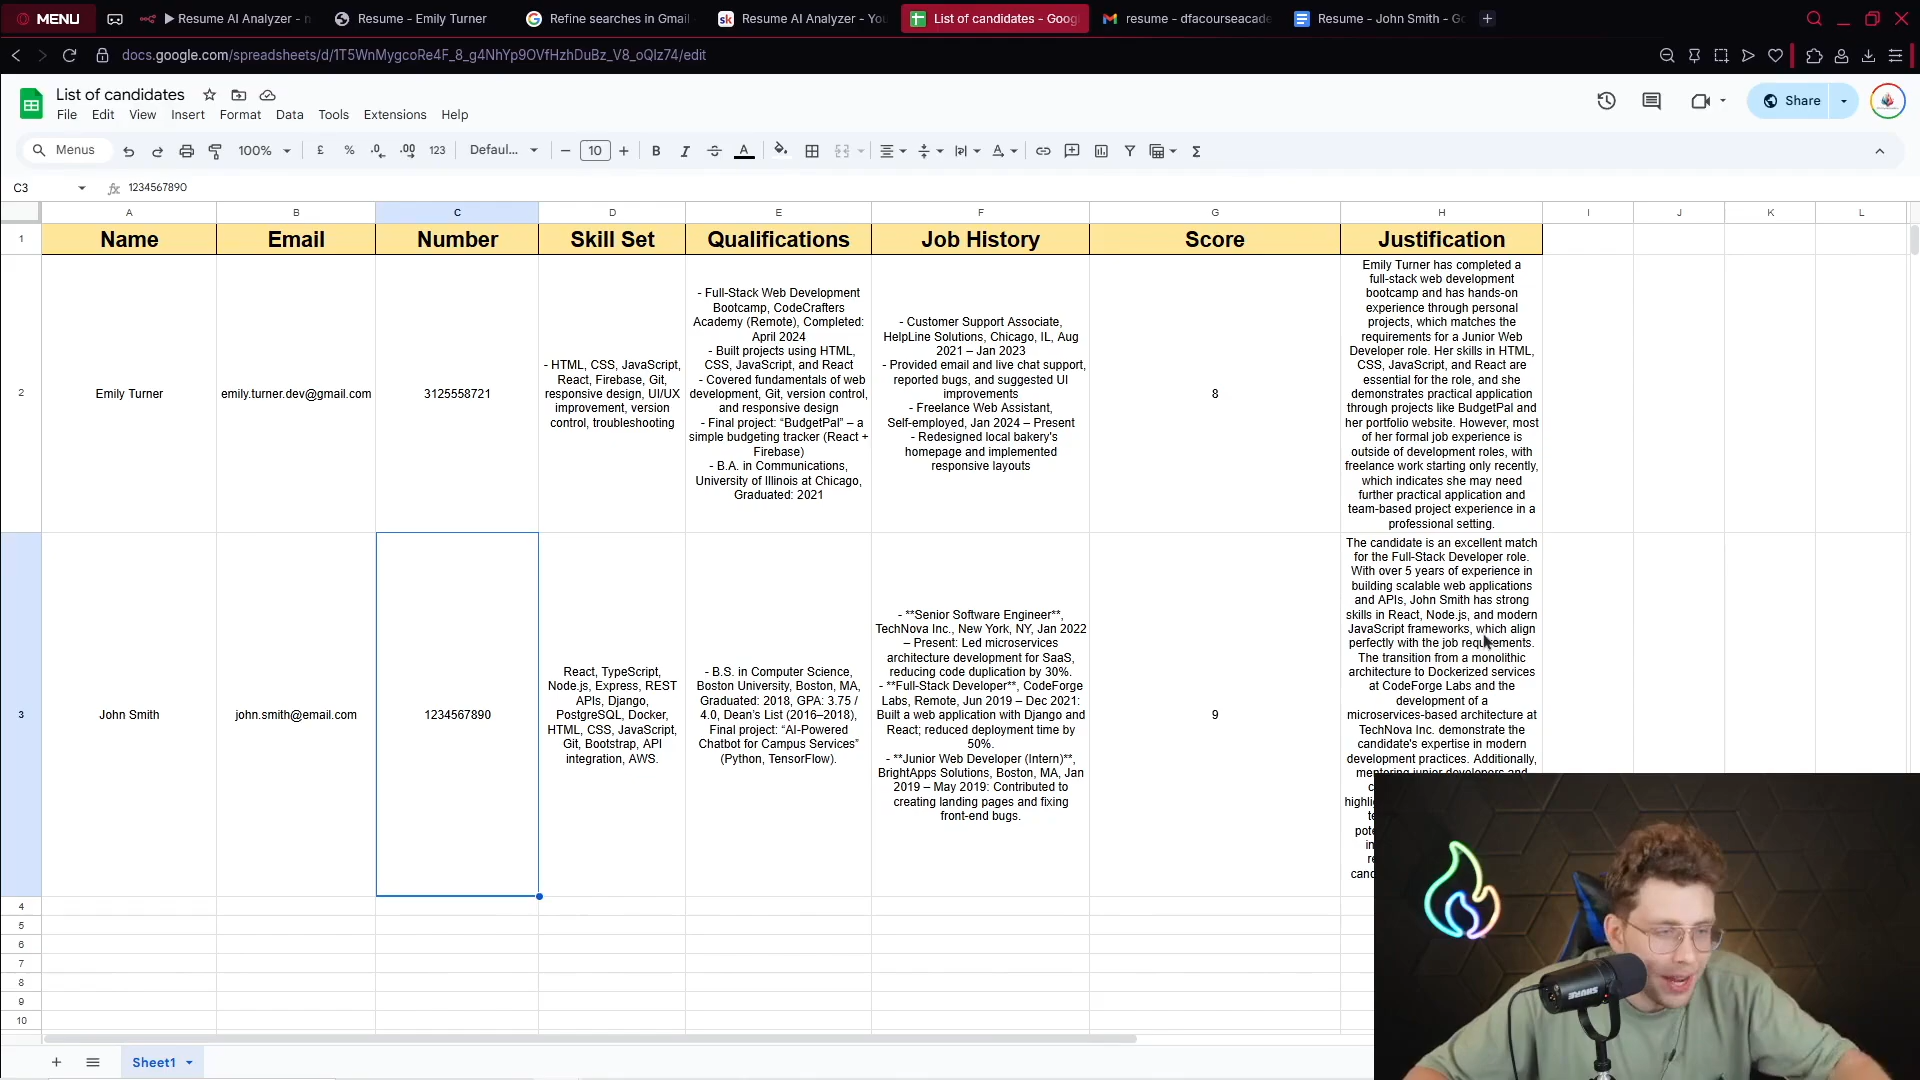 MENU
Resume AI Analyzer -
Resume - Emily Turner
Refine searches in Gmail
Resume AI Analyzer - You
List of candidates - Goog
resume - dfacourseacade
Resume - John Smith - Go
docs.google.com/spreadsheets/d/1T5WnMygcoRe4F_8_g4NhYp9OVfHzhDuBz_V8_oQIz74/edit
List of candidates
File Edit View Insert Format Data Tools Extensions Help
Share
Menus 100% £ % .0 .00 123 Defaul... 10 B I A
C3 fx 1234567890
A B C D E F G H I J K L
1 Name Email Number Skill Set Qualifications Job History Score Justification
2
Emily Turner
emily.turner.dev@gmail.com
3125558721
- HTML, CSS, JavaScript,
React, Firebase, Git,
responsive design, UI/UX
improvement, version
control, troubleshooting
- Full-Stack Web Development
Bootcamp, CodeCrafters
Academy (Remote), Completed:
April 2024
- Built projects using HTML,
CSS, JavaScript, and React
- Covered fundamentals of web
development, Git, version control,
and responsive design
- Final project: “BudgetPal” – a
simple budgeting tracker (React +
Firebase)
- B.A. in Communications,
University of Illinois at Chicago,
Graduated: 2021
- Customer Support Associate,
HelpLine Solutions, Chicago, IL, Aug
2021 – Jan 2023
- Provided email and live chat support,
reported bugs, and suggested UI
improvements
- Freelance Web Assistant,
Self-employed, Jan 2024 – Present
- Redesigned local bakery's
homepage and implemented
responsive layouts
8
Emily Turner has completed a
full-stack web development
bootcamp and has hands-on
experience through personal
projects, which matches the
requirements for a Junior Web
Developer role. Her skills in HTML,
CSS, JavaScript, and React are
essential for the role, and she
demonstrates practical application
through projects like BudgetPal and
her portfolio website. However, most
of her formal job experience is
outside of development roles, with
freelance work starting only recently,
which indicates she may need
further practical application and
team-based project experience in a
professional setting.
3
John Smith
john.smith@email.com
1234567890
React, TypeScript,
Node.js, Express, REST
APIs, Django,
PostgreSQL, Docker,
HTML, CSS, JavaScript,
Git, Bootstrap, API
integration, AWS.
- B.S. in Computer Science,
Boston University, Boston, MA,
Graduated: 2018, GPA: 3.75 /
4.0, Dean’s List (2016–2018),
Final project: “AI-Powered
Chatbot for Campus Services”
(Python, TensorFlow).
- **Senior Software Engineer**,
TechNova Inc., New York, NY, Jan 2022
– Present: Led microservices
architecture development for SaaS,
reducing code duplication by 30%.
- **Full-Stack Developer**, CodeForge
Labs, Remote, Jun 2019 – Dec 2021:
Built a web application with Django and
React; reduced deployment time by
50%.
- **Junior Web Developer (Intern)**,
BrightApps Solutions, Boston, MA, Jan
2019 – May 2019: Contributed to
creating landing pages and fixing
front-end bugs.
9
The candidate is an excellent match
for the Full-Stack Developer role.
With over 5 years of experience in
building scalable web applications
and APIs, John Smith has strong
skills in React, Node.js, and modern
JavaScript frameworks, which align
perfectly with the job requirements.
The transition from a monolithic
architecture to Dockerized services
at CodeForge Labs and the
development of a
microservices-based architecture at
TechNova Inc. demonstrate the
candidate's expertise in modern
development practices. Additionally,
mentoring junior developers and
4
5
6
7
8
9
10
Sheet1
SHURE